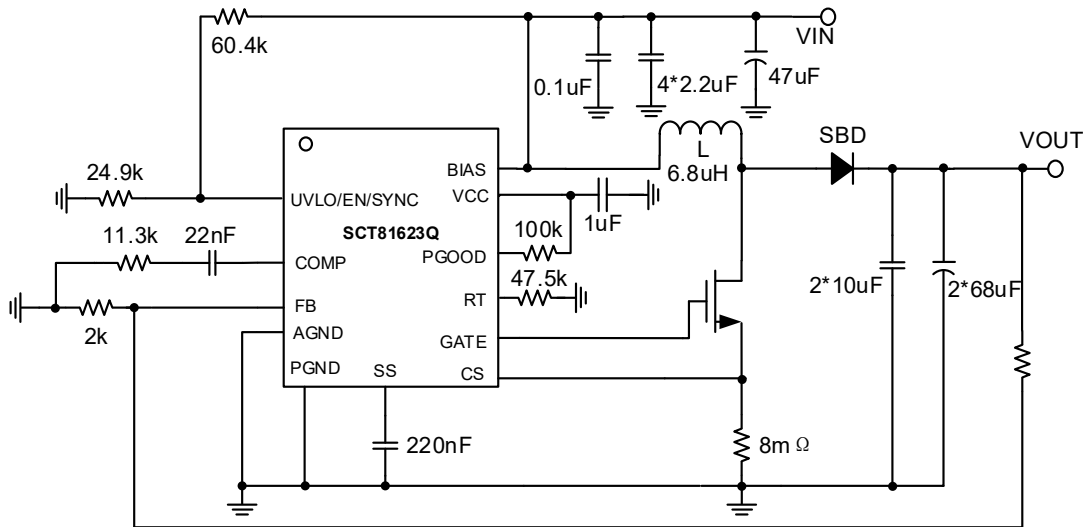 60.4k
VIN
0.1uF
4*2.2uF
47uF
SBD
VOUT
L
6.8uH
24.9k
BIAS
UVLO/EN/SYNC
VCC
1uF
SCT81623Q
11.3k
22nF
100k
COMP
PGOOD
47.5k
2*10uF
2*68uF
FB
RT
2k
AGND
GATE
PGND
SS
CS
220nF
8mΩ